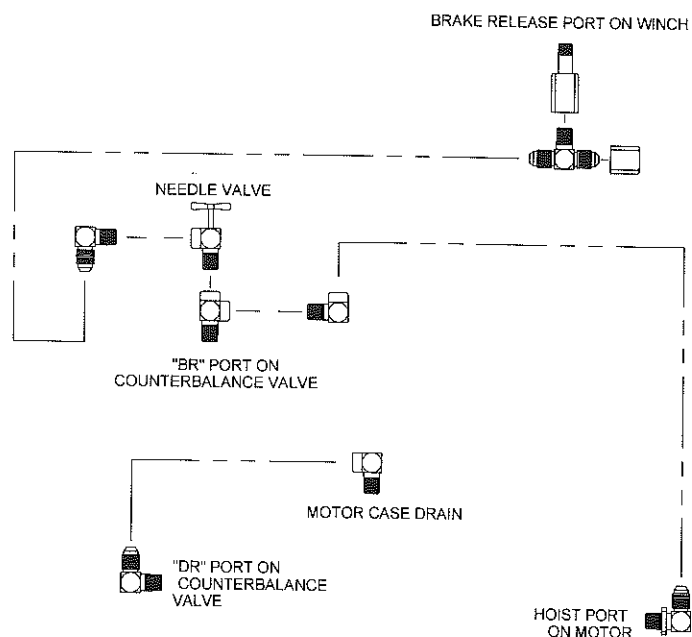 BRAKE RELEASE PORT ON WINCH
NEEDLE VALVE
"BR" PORT ON
COUNTERBALANCE VALVE
MOTOR CASE DRAIN
"DR" PORT ON
COUNTERBALANCE
VALVE
HOIST PORT
ON MOTOR